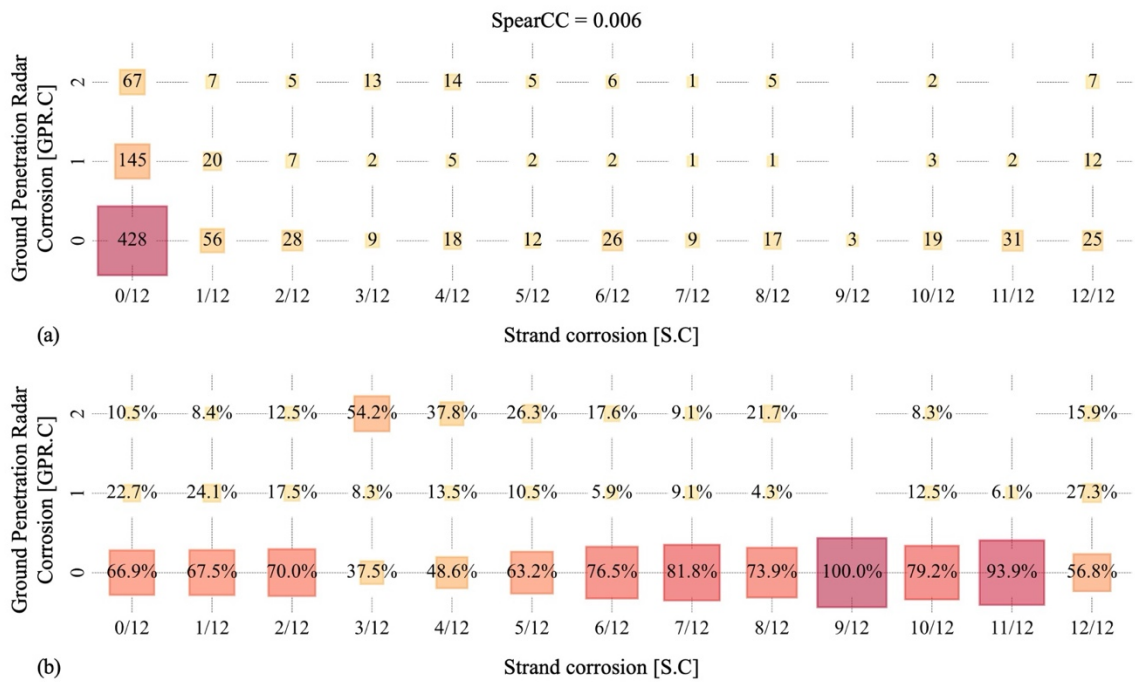 SpearCC = 0.006
Ground Penetration Radar
Corrosion [GPR.C]
2 67 7 5 13 14 5 6 1 5 2 7
1 145 20 7 2 5 2 2 1 1 3 2 12
0 428 56 28 9 18 12 26 9 17 3 19 31 25
0/12 1/12 2/12 3/12 4/12 5/12 6/12 7/12 8/12 9/12 10/12 11/12 12/12
(a) Strand corrosion [S.C]
Ground Penetration Radar
Corrosion [GPR.C]
2 10.5% 8.4% 12.5% 54.2% 37.8% 26.3% 17.6% 9.1% 21.7% 8.3% 15.9%
1 22.7% 24.1% 17.5% 8.3% 13.5% 10.5% 5.9% 9.1% 4.3% 12.5% 6.1% 27.3%
0 66.9% 67.5% 70.0% 37.5% 48.6% 63.2% 76.5% 81.8% 73.9% 100.0% 79.2% 93.9% 56.8%
0/12 1/12 2/12 3/12 4/12 5/12 6/12 7/12 8/12 9/12 10/12 11/12 12/12
(b) Strand corrosion [S.C]